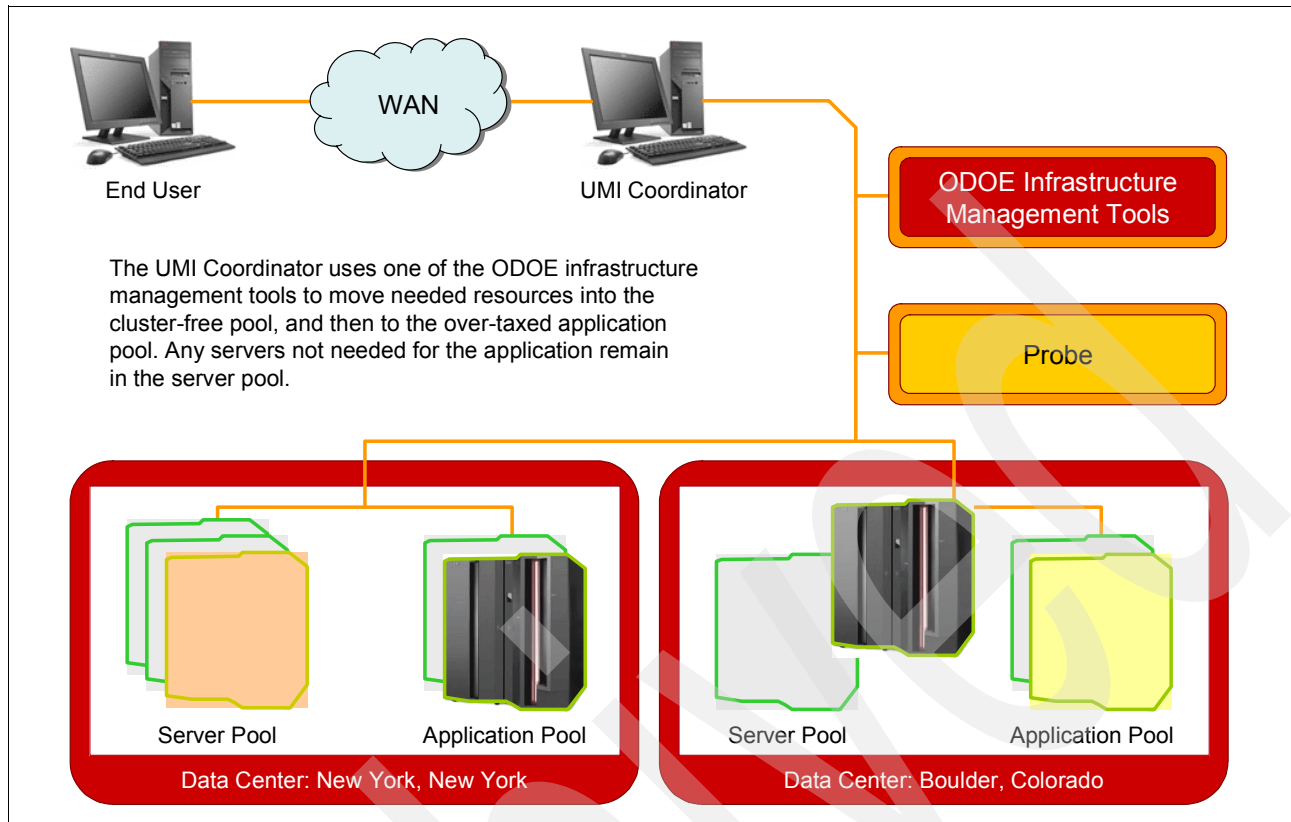 WAN
End User
UMI Coordinator
ODOE Infrastructure
Management Tools
The UMI Coordinator uses one of the ODOE infrastructure
management tools to move needed resources into the
cluster-free pool, and then to the over-taxed application
pool. Any servers not needed for the application remain
in the server pool.
Probe
Server Pool
Application Pool
Server Pool
Application Pool
Data Center: New York, New York
Data Center: Boulder, Colorado